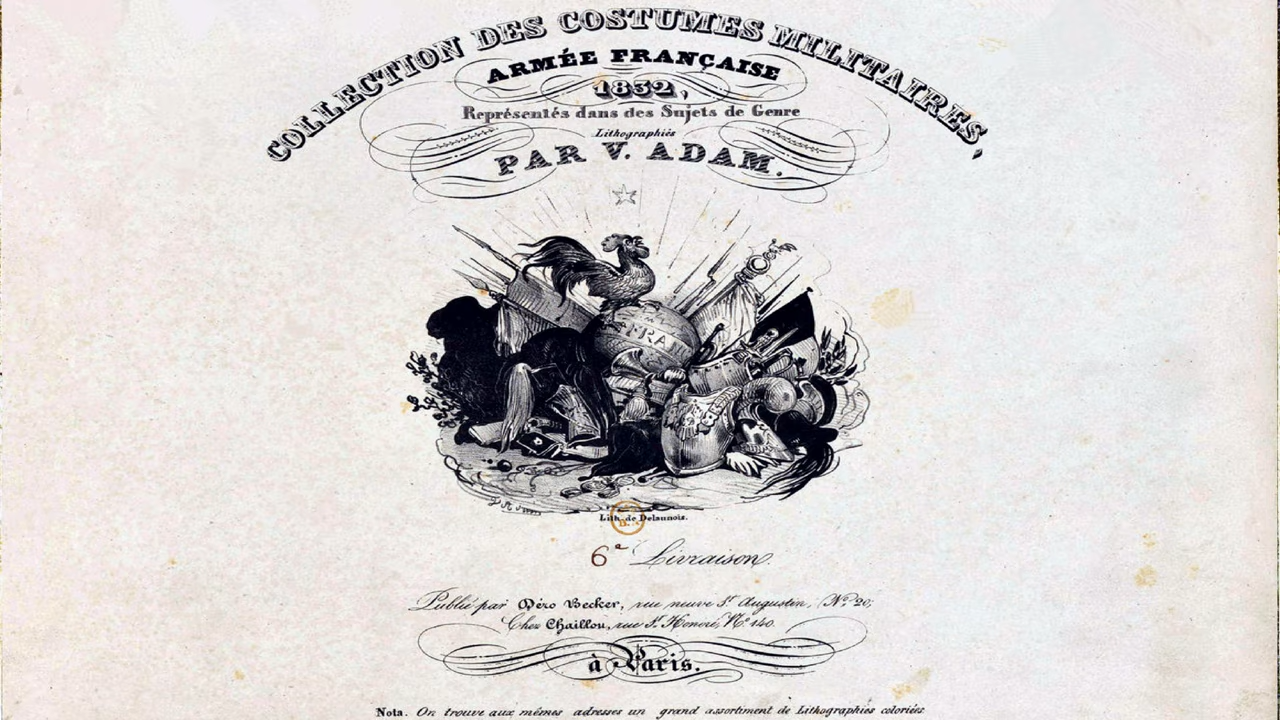 COLLECTION DES COSTUMES MILITAIRES,
ARMÉE FRANÇAISE
1832,
Représentés dans des Sujets de Genre
Lithographiés
PAR V. ADAM.
FRAN
Lith. de Delaunois.
6e Livraison.
Publié par Déro Becker, rue neuve St. Augustin, (No. 20;
Chez Chaillou, rue St. Honoré, No. 140.
à Paris.
Nota. On trouve aux mêmes adresses un grand assortiment de Lithographies coloriées